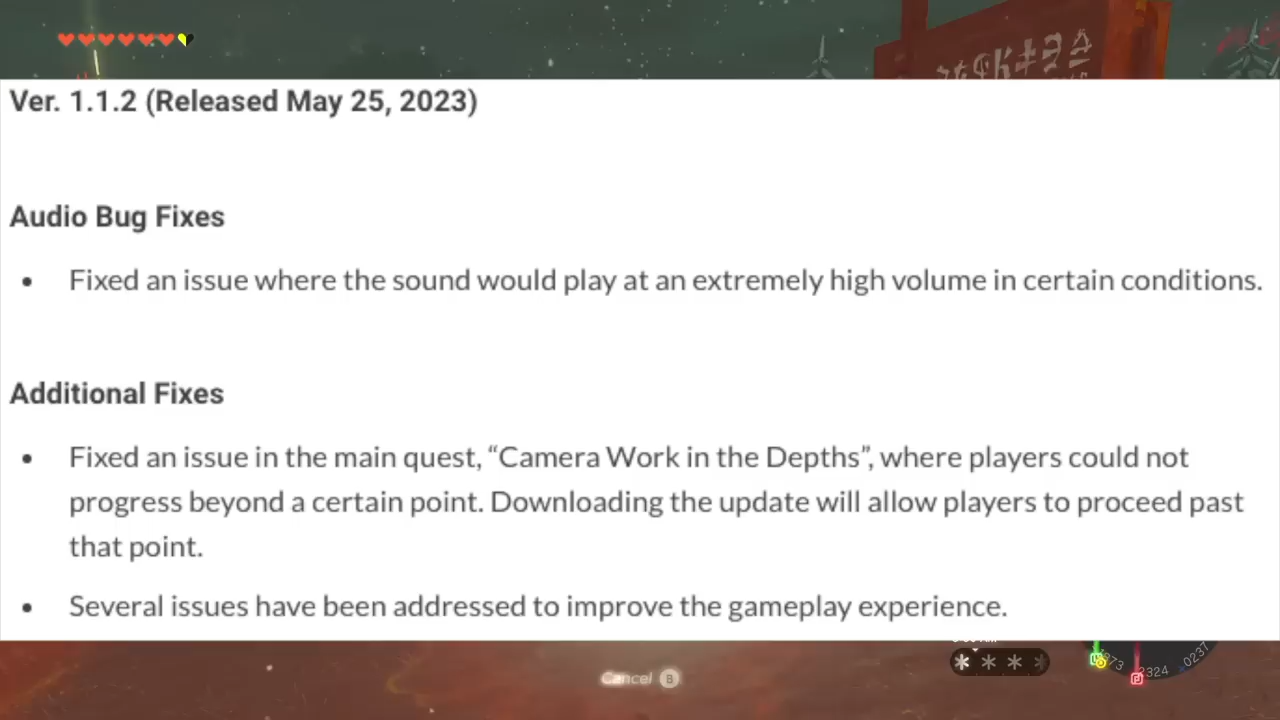 Ver. 1.1.2 (Released May 25, 2023)
Audio Bug Fixes
• Fixed an issue where the sound would play at an extremely high volume in certain conditions.
Additional Fixes
• Fixed an issue in the main quest, “Camera Work in the Depths”, where players could not
progress beyond a certain point. Downloading the update will allow players to proceed past
that point.
• Several issues have been addressed to improve the gameplay experience.
2324
0237
Cancel B